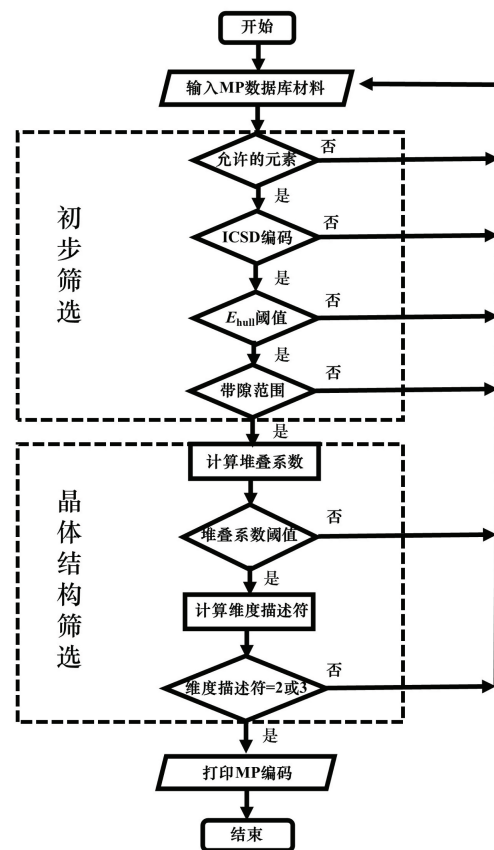 开始
输入MP数据库材料
初步筛选
允许的元素
否
是
ICSD编码
否
是
Ehull阈值
否
是
带隙范围
否
是
晶体结构筛选
计算堆叠系数
堆叠系数阈值
否
是
计算维度描述符
维度描述符=2或3
否
是
打印MP编码
结束